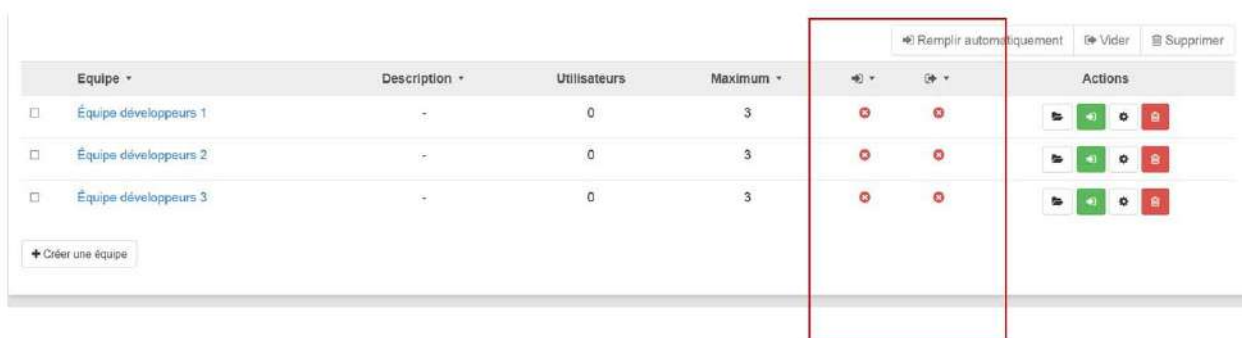 Remplir automatiquement Vider Supprimer
Equipe Description Utilisateurs Maximum Actions
Équipe développeurs 1 - 0 3
Équipe développeurs 2 - 0 3
Équipe développeurs 3 - 0 3
+ Créer une équipe